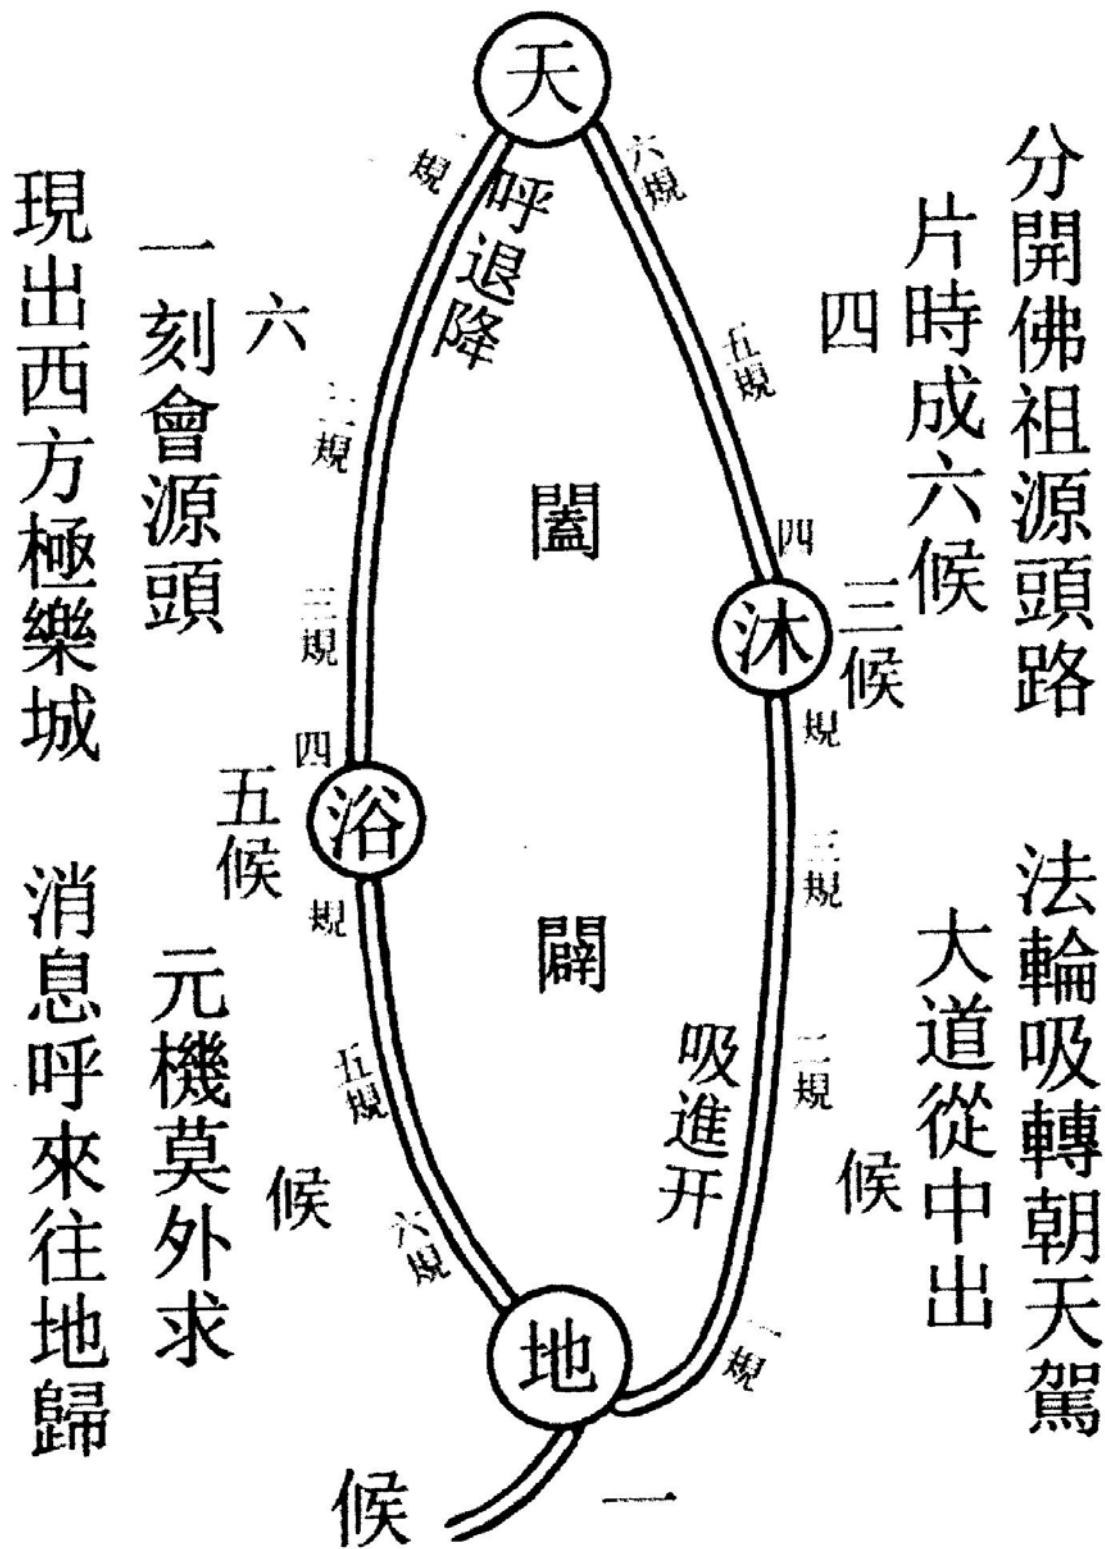 分開佛祖源頭路
法輪吸轉朝天駕
片時成六候
大道從中出
四
候
三候
六規
五規
四
規
三規
二規
一規
天
沐
吸進开
闔
闢
地
呼退降
一規
二規
三規
四
規
五規
六規
浴
五候
六
候
一
候
一刻會源頭
元機莫外求
現出西方極樂城
消息呼來往地歸